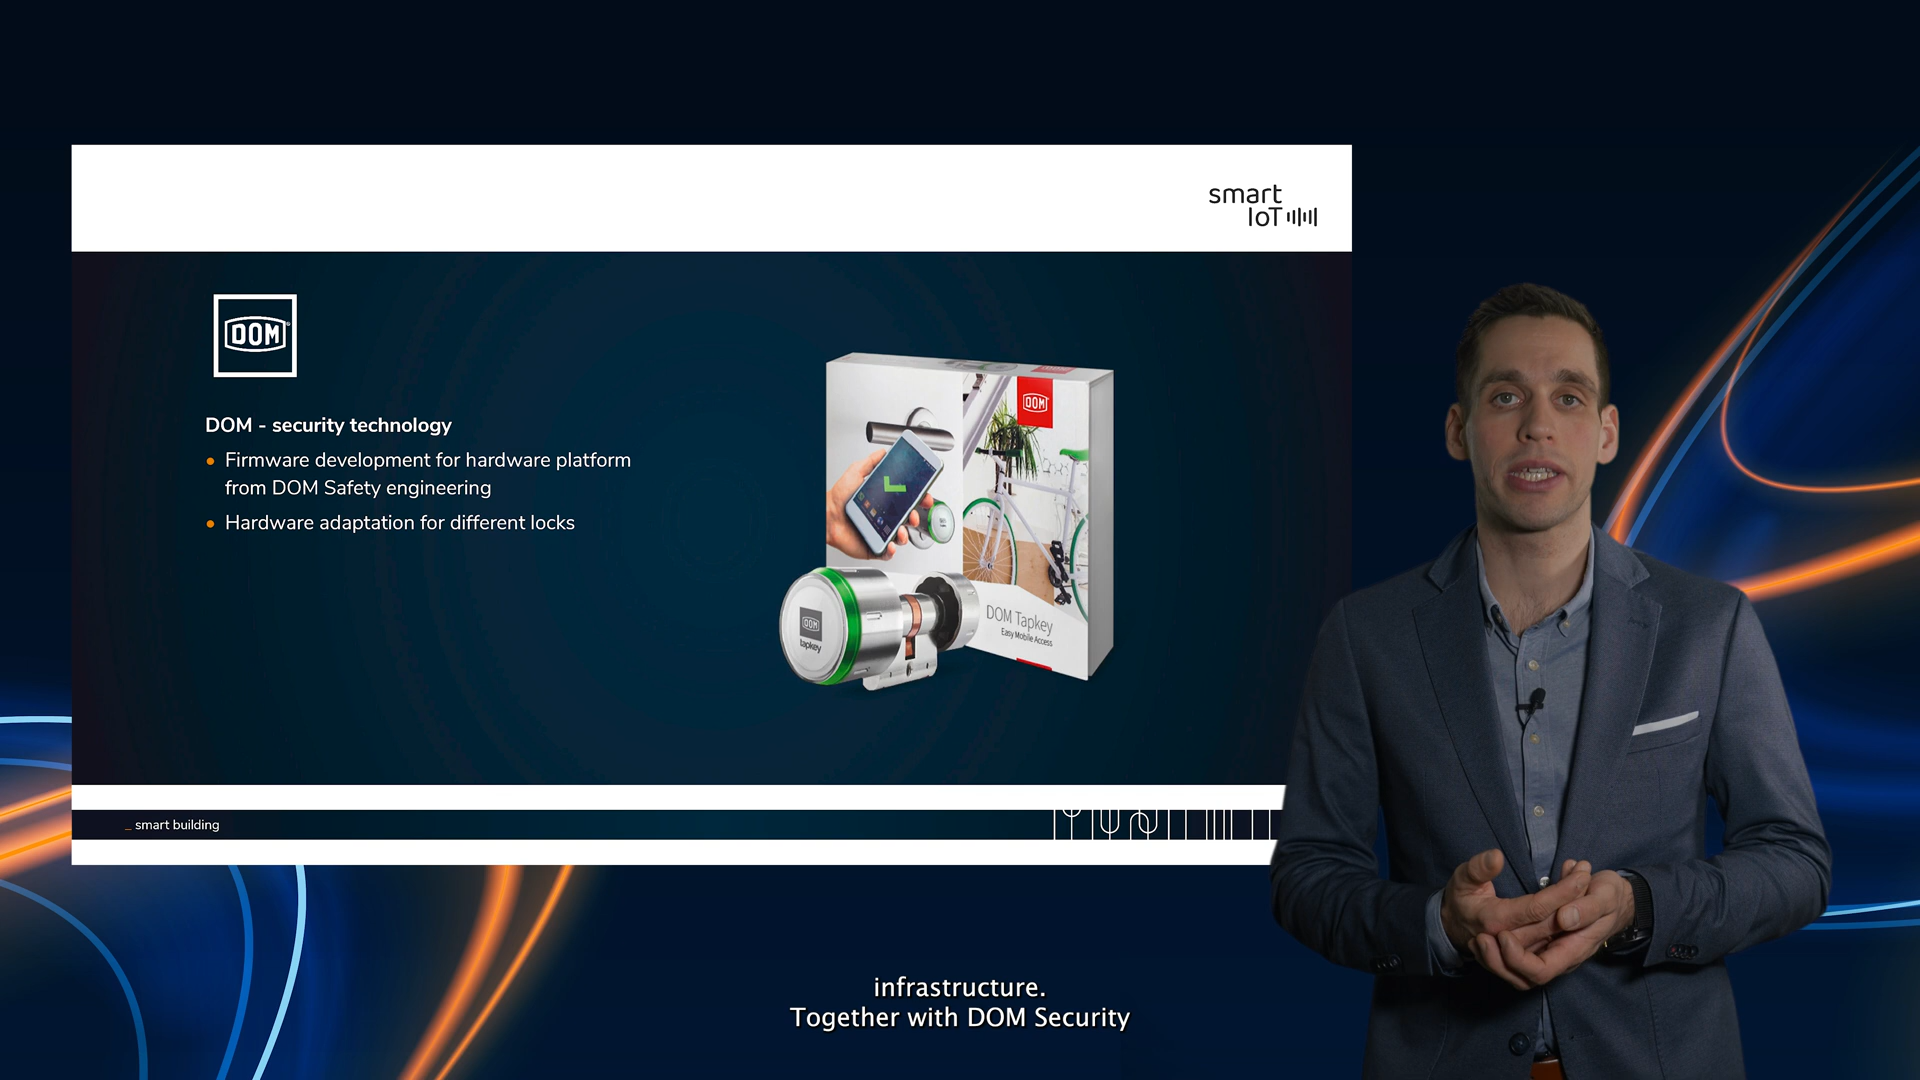 smart
IoT
DOM
DOM - security technology
• Firmware development for hardware platform
from DOM Safety engineering
• Hardware adaptation for different locks
DOM
DOM
tapkey
DOM Tapkey
Easy Mobile Access
_ smart building
infrastructure.
Together with DOM Security